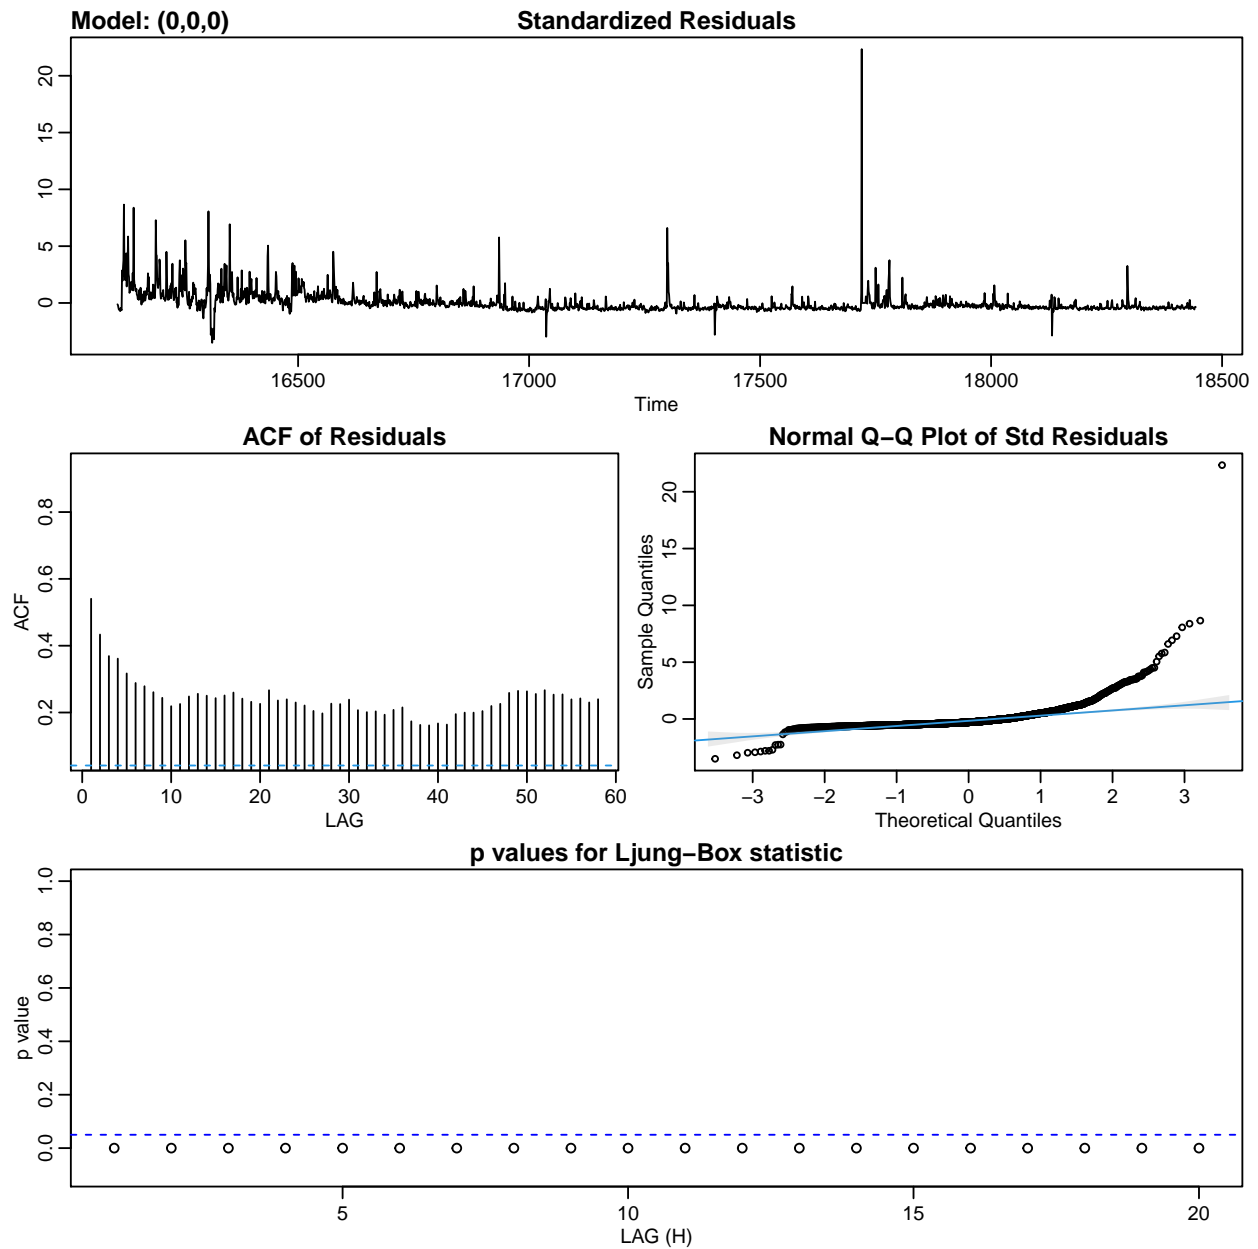 Model: (0,0,0) Standardized Residuals
20
15
10
5
0
16500 17000 17500 18000 18500
Time
ACF of Residuals
ACF
0.8
0.6
0.4
0.2
0 10 20 30 40 50 60
LAG
Normal Q−Q Plot of Std Residuals
Sample Quantiles
20
15
10
5
0
−3 −2 −1 0 1 2 3
Theoretical Quantiles
p values for Ljung−Box statistic
p value
1.0
0.8
0.6
0.4
0.2
0.0
5 10 15 20
LAG (H)